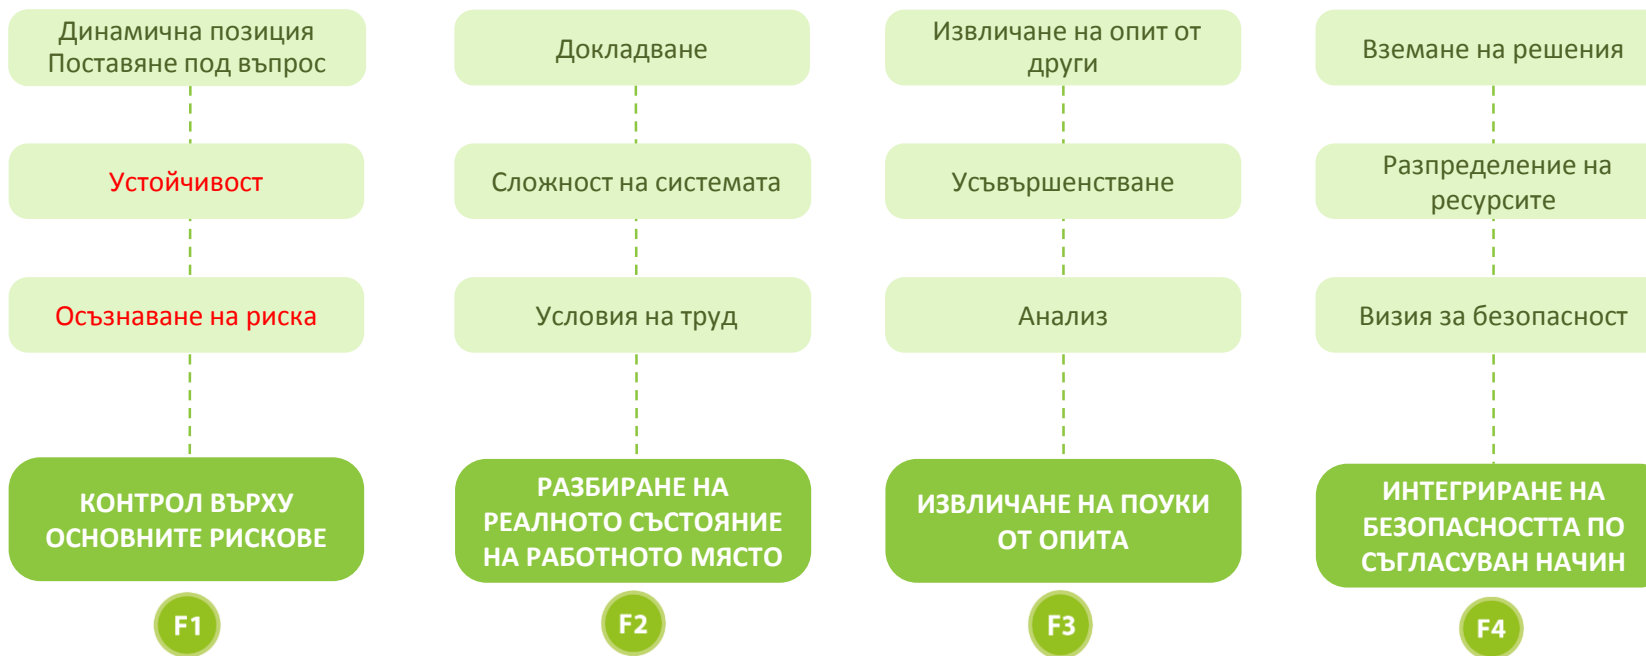 Динамична позиция
Поставяне под въпрос
Устойчивост
Осъзнаване на риска
КОНТРОЛ ВЪРХУ
ОСНОВНИТЕ РИСКОВЕ
F1
Докладване
Сложност на системата
Условия на труд
РАЗБИРАНЕ НА
РЕАЛНОТО СЪСТОЯНИЕ
НА РАБОТНОТО МЯСТО
F2
Извличане на опит от
други
Усъвършенстване
Анализ
ИЗВЛИЧАНЕ НА ПОУКИ
ОТ ОПИТА
F3
Вземане на решения
Разпределение на
ресурсите
Визия за безопасност
ИНТЕГРИРАНЕ НА
БЕЗОПАСНОСТТА ПО
СЪГЛАСУВАН НАЧИН
F4